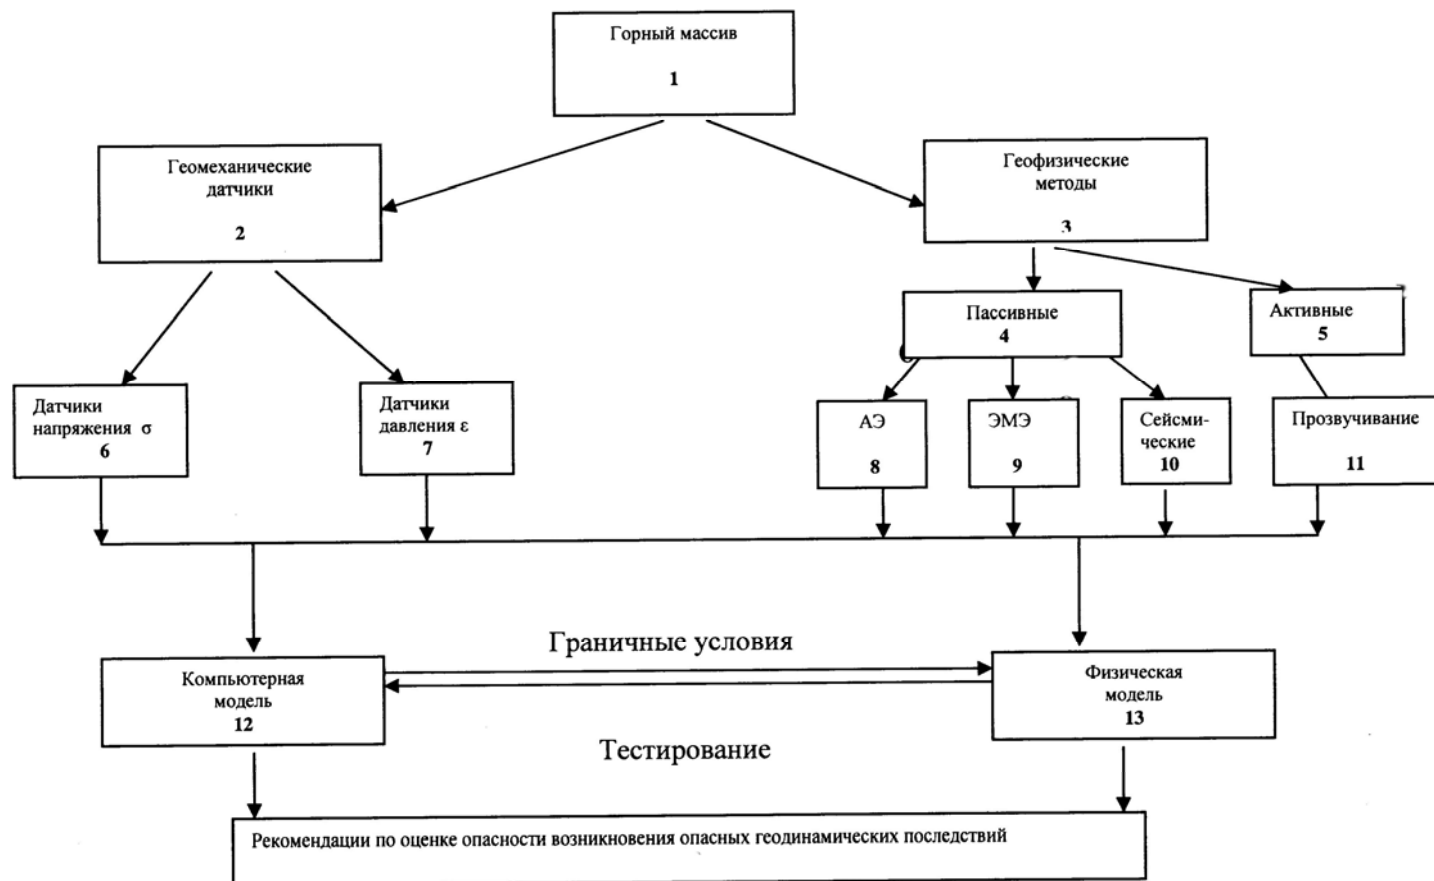 Горный массив
1
Геомеханические
датчики
2
Геофизические
методы
3
Пассивные
4
Активные
5
Датчики
напряжения σ
6
Датчики
давления ε
7
АЭ
8
ЭМЭ
9
Сейсми-
ческие
10
Прозвучивание
11
Граничные условия
Компьютерная
модель
12
Физическая
модель
13
Тестирование
Рекомендации по оценке опасности возникновения опасных геодинамических последствий